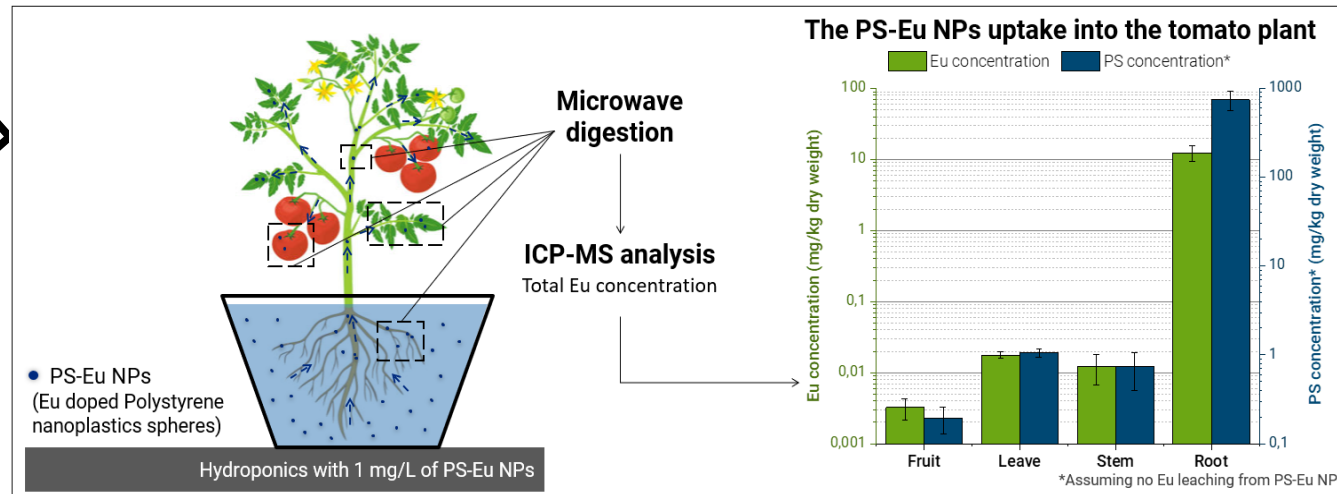 The PS-Eu NPs uptake into the tomato plant
Eu concentration
PS concentration*
Microwave
digestion
ICP-MS analysis
Total Eu concentration
PS-Eu NPs
(Eu doped Polystyrene
nanoplastics spheres)
Hydroponics with 1 mg/L of PS-Eu NPs
Eu concentration (mg/kg dry weight)
100
10
1
0,1
0,01
0,001
PS concentration* (mg/kg dry weight)
1000
100
10
1
0,1
Fruit
Leave
Stem
Root
*Assuming no Eu leaching from PS-Eu NP